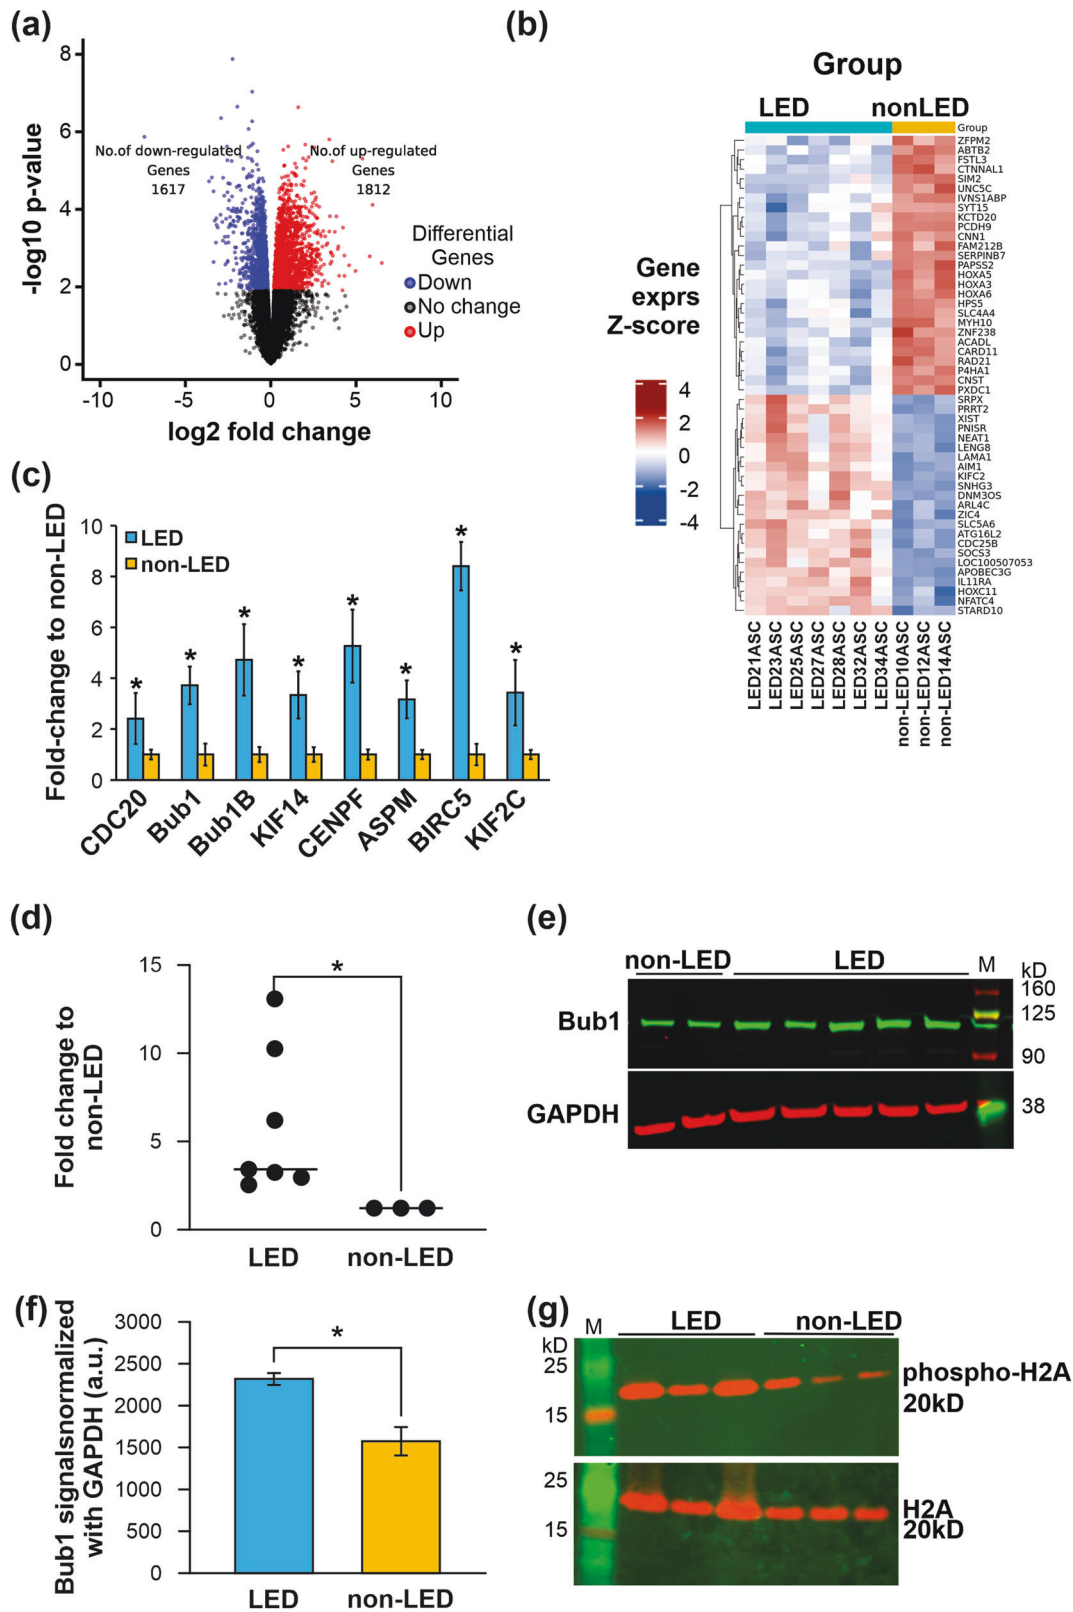 (a)
8
6
4
2
0
-log10 p-value
No.of down-regulated
Genes
1617
No.of up-regulated
Genes
1812
Differential
Genes
Down
No change
Up
-10
-5
0
5
10
log2 fold change
(b)
Group
LED
nonLED
Group
ZFPM2
ABTB2
FSTL3
CTNNAL1
SIM2
UNC5C
IVNS1ABP
SYT15
KCTD20
PCDH9
CNN1
FAM212B
SERPINB7
PAPSS2
HOXA5
HOXA3
HOXA6
HPS5
SLC4A4
MYH10
ZNF238
ACADL
CARD11
RAD21
P4HA1
CNST
PXDC1
SRPX
PRRT2
XIST
PNISR
NEAT1
LENG8
LAMA1
AIM1
KIFC2
SNHG3
DNM3OS
ARL4C
ZIC4
SLC5A6
ATG16L2
CDC25B
SOCS3
LOC100507053
APOBEC3G
IL11RA
HOXC11
NFATC4
STARD10
Gene
exprs
Z-score
4
2
0
-2
-4
LED21ASC
LED23ASC
LED25ASC
LED27ASC
LED28ASC
LED32ASC
LED34ASC
non-LED10ASC
non-LED12ASC
non-LED14ASC
(c)
Fold-change to non-LED
10
8
6
4
2
0
LED
non-LED
*
*
*
*
*
*
*
*
CDC20
Bub1
Bub1B
KIF14
CENPF
ASPM
BIRC5
KIF2C
(d)
Fold change to
non-LED
15
10
5
0
*
LED
non-LED
(e)
non-LED
LED
M
kD
Bub1
160
125
90
GAPDH
38
(f)
Bub1 signalsnormalized
with GAPDH (a.u.)
3000
2500
2000
1500
1000
500
0
*
LED
non-LED
(g)
kD
M
LED
non-LED
25
15
phospho-H2A
20kD
25
15
H2A
20kD